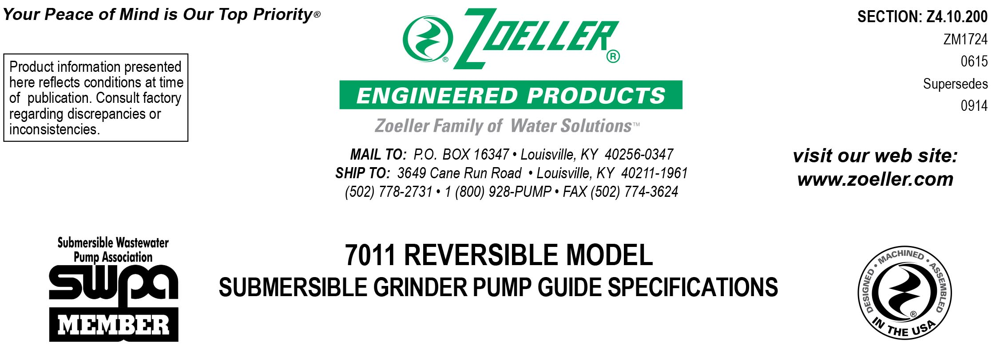 Your Peace of Mind is Our Top Priority®
Product information presented
here reflects conditions at time
of  publication. Consult factory
regarding discrepancies or
inconsistencies.
®
ZOELLER®
ENGINEERED PRODUCTS
Zoeller Family of Water Solutions™
MAIL TO: P.O. BOX 16347 • Louisville, KY 40256-0347
SHIP TO: 3649 Cane Run Road • Louisville, KY 40211-1961
(502) 778-2731 • 1 (800) 928-PUMP • FAX (502) 774-3624
SECTION: Z4.10.200
ZM1724
0615
Supersedes
0914
visit our web site:
www.zoeller.com
Submersible Wastewater
Pump Association
swpa
MEMBER
7011 REVERSIBLE MODEL
SUBMERSIBLE GRINDER PUMP GUIDE SPECIFICATIONS
DESIGNED • MACHINED • ASSEMBLED
®
IN THE USA